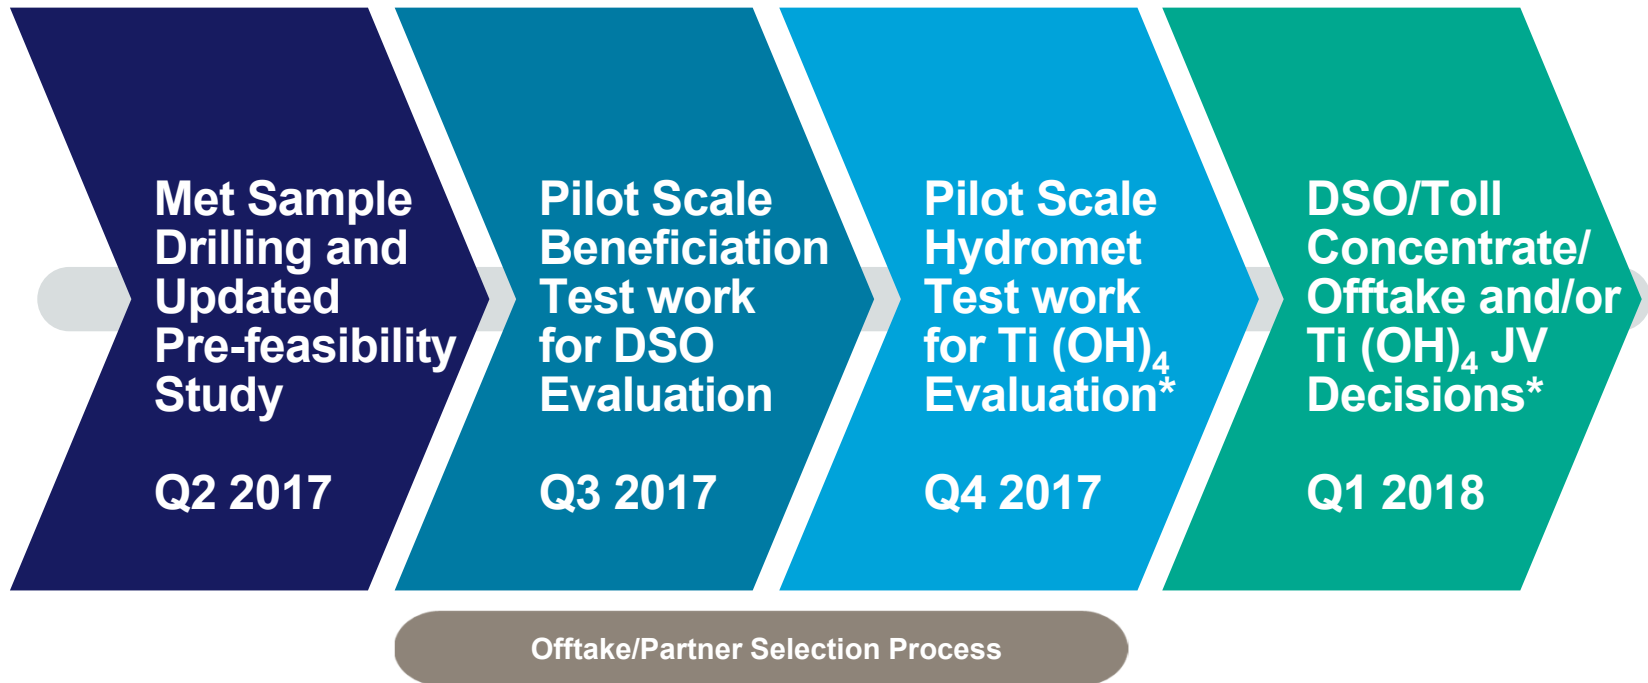 Met Sample
Drilling and
Updated
Pre-feasibility
Study
Q2 2017
Pilot Scale
Beneficiation
Test work
for DSO
Evaluation
Q3 2017
Pilot Scale
Hydromet
Test work
for Ti (OH)₄
Evaluation*
Q4 2017
DSO/Toll
Concentrate/
Offtake and/or
Ti (OH)₄ JV
Decisions*
Q1 2018
Offtake/Partner Selection Process